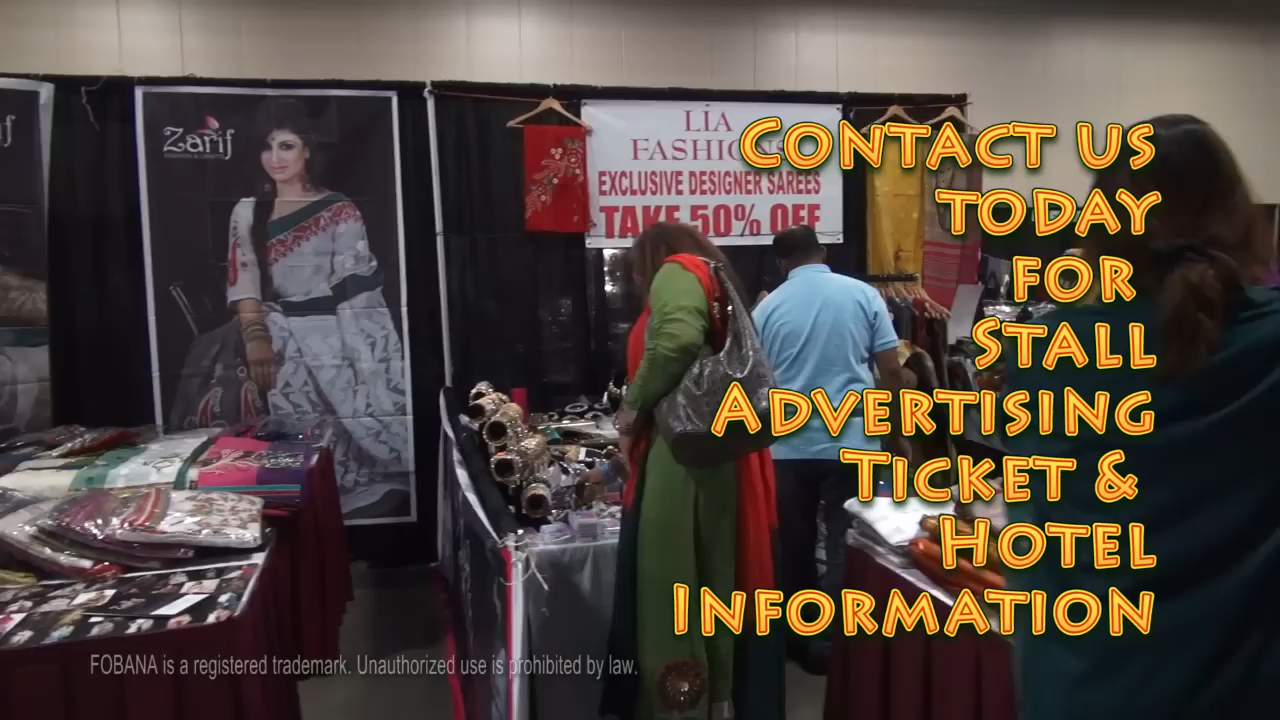 Zarif
LIA
FASHIONS
EXCLUSIVE DESIGNER SAREES
TAKE 50% OFF
CONTACT US
TODAY
FOR
STALL
ADVERTISING
TICKET &
HOTEL
INFORMATION
FOBANA is a registered trademark. Unauthorized use is prohibited by law.